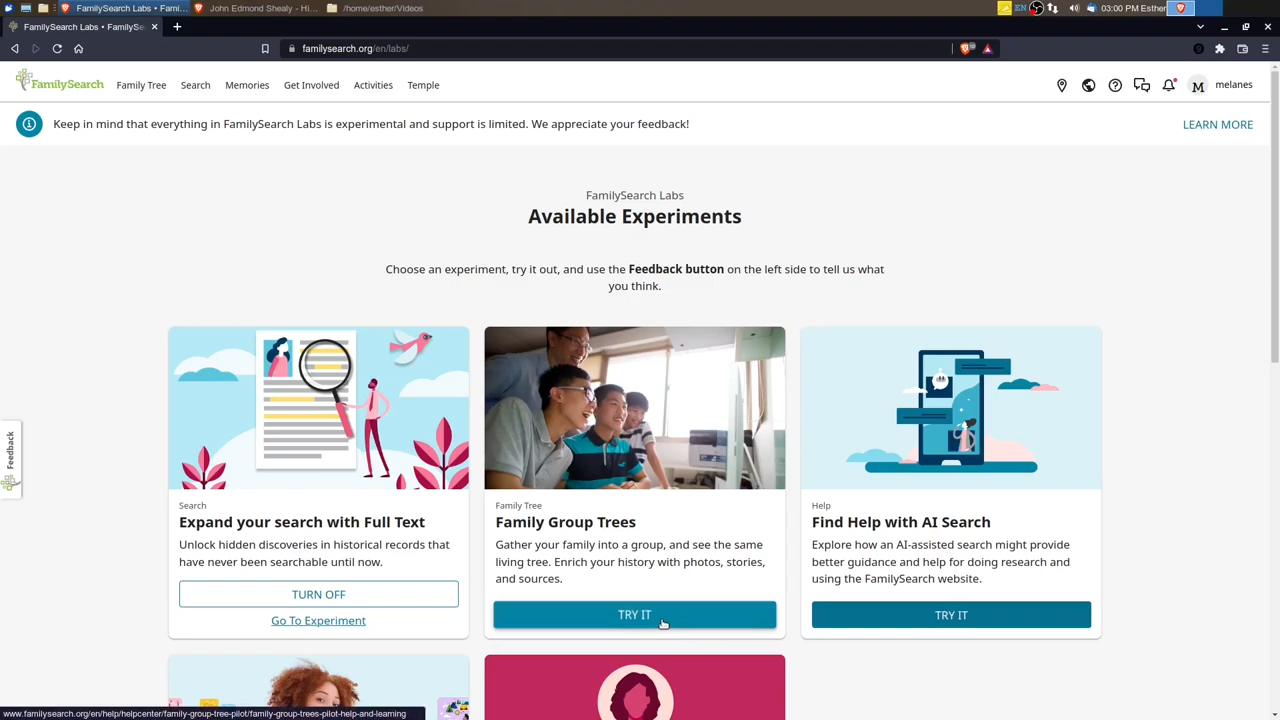 FamilySearch Labs • Fami...
John Edmond Shealy - Hi...
/home/esther/Videos
EN
03:00 PM Esther
FamilySearch Labs • FamilyS
familysearch.org/en/labs/
FamilySearch
Family Tree
Search
Memories
Get Involved
Activities
Temple
M
melanes
Keep in mind that everything in FamilySearch Labs is experimental and support is limited. We appreciate your feedback!
LEARN MORE
FamilySearch Labs
Available Experiments
Choose an experiment, try it out, and use the Feedback button on the left side to tell us what
you think.
Feedback
Search
Expand your search with Full Text
Unlock hidden discoveries in historical records that
have never been searchable until now.
TURN OFF
Go To Experiment
Family Tree
Family Group Trees
Gather your family into a group, and see the same
living tree. Enrich your history with photos, stories,
and sources.
TRY IT
Help
Find Help with AI Search
Explore how an AI-assisted search might provide
better guidance and help for doing research and
using the FamilySearch website.
TRY IT
www.familysearch.org/en/help/helpcenter/family-group-tree-pilot/family-group-trees-pilot-help-and-learning